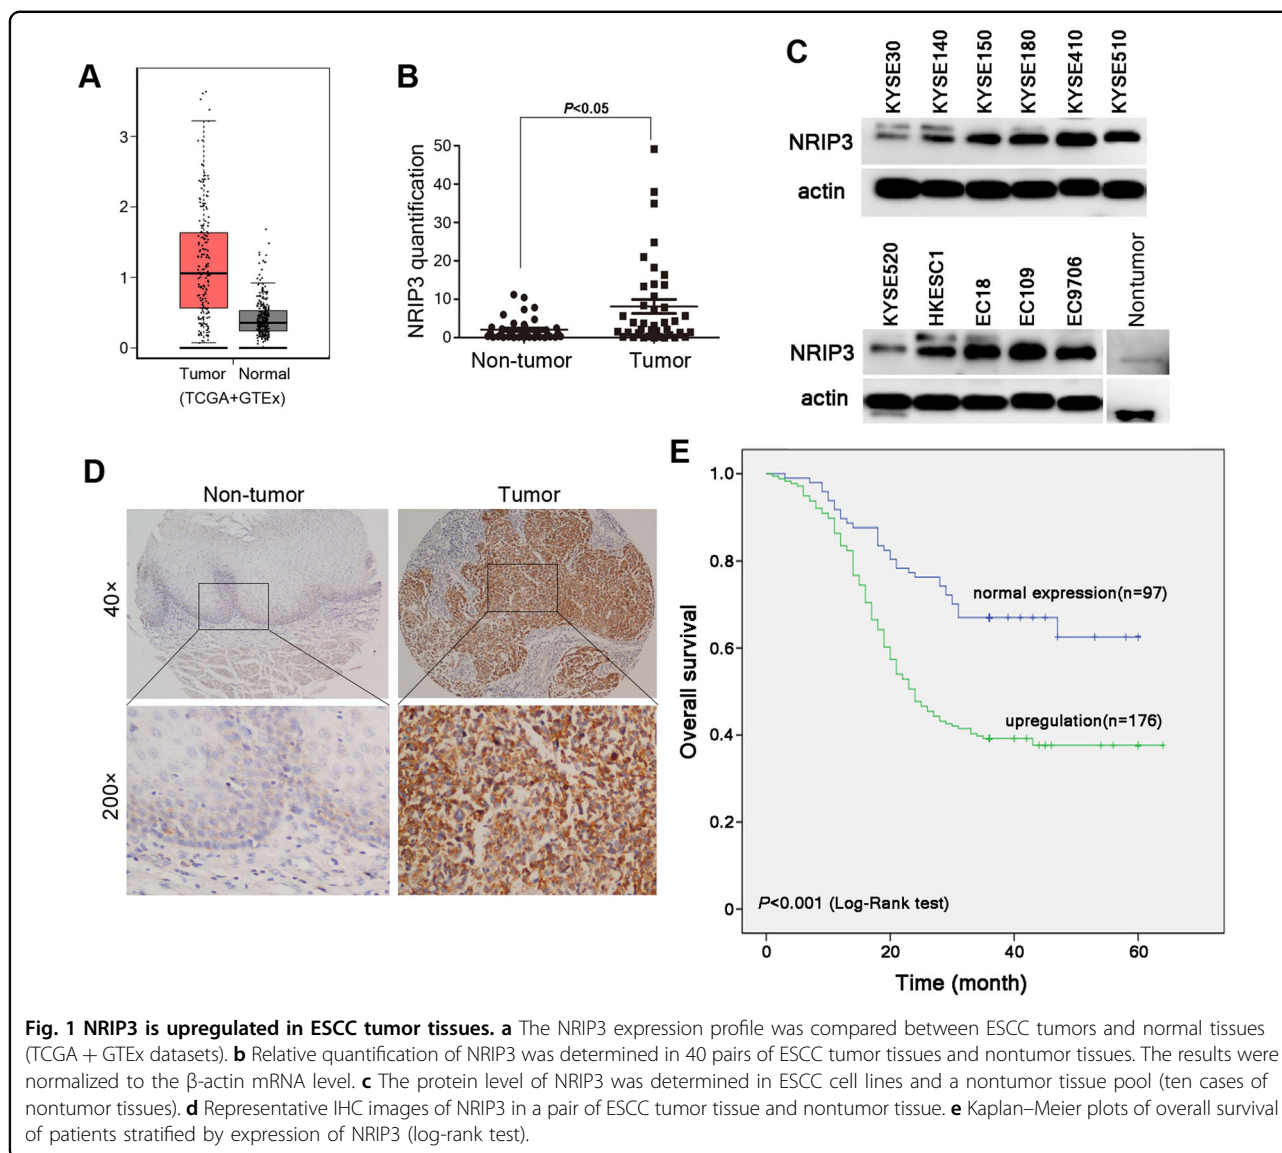 A
3
2
1
0
Tumor Normal
(TCGA+GTEx)
B
P<0.05
NRIP3 quantification
50
40
30
20
10
0
Non-tumor
Tumor
C
KYSE30
KYSE140
KYSE150
KYSE180
KYSE410
KYSE510
NRIP3
actin
KYSE520
HKESC1
EC18
EC109
EC9706
Nontumor
NRIP3
actin
D
Non-tumor
Tumor
40×
200×
E
Overall survival
1.0
0.8
0.6
0.4
0.2
0
normal expression(n=97)
upregulation(n=176)
P<0.001 (Log-Rank test)
0
20
40
60
Time (month)
Fig. 1 NRIP3 is upregulated in ESCC tumor tissues. a The NRIP3 expression profile was compared between ESCC tumors and normal tissues
(TCGA + GTEx datasets). b Relative quantification of NRIP3 was determined in 40 pairs of ESCC tumor tissues and nontumor tissues. The results were
normalized to the β-actin mRNA level. c The protein level of NRIP3 was determined in ESCC cell lines and a nontumor tissue pool (ten cases of
nontumor tissues). d Representative IHC images of NRIP3 in a pair of ESCC tumor tissue and nontumor tissue. e Kaplan–Meier plots of overall survival
of patients stratified by expression of NRIP3 (log-rank test).